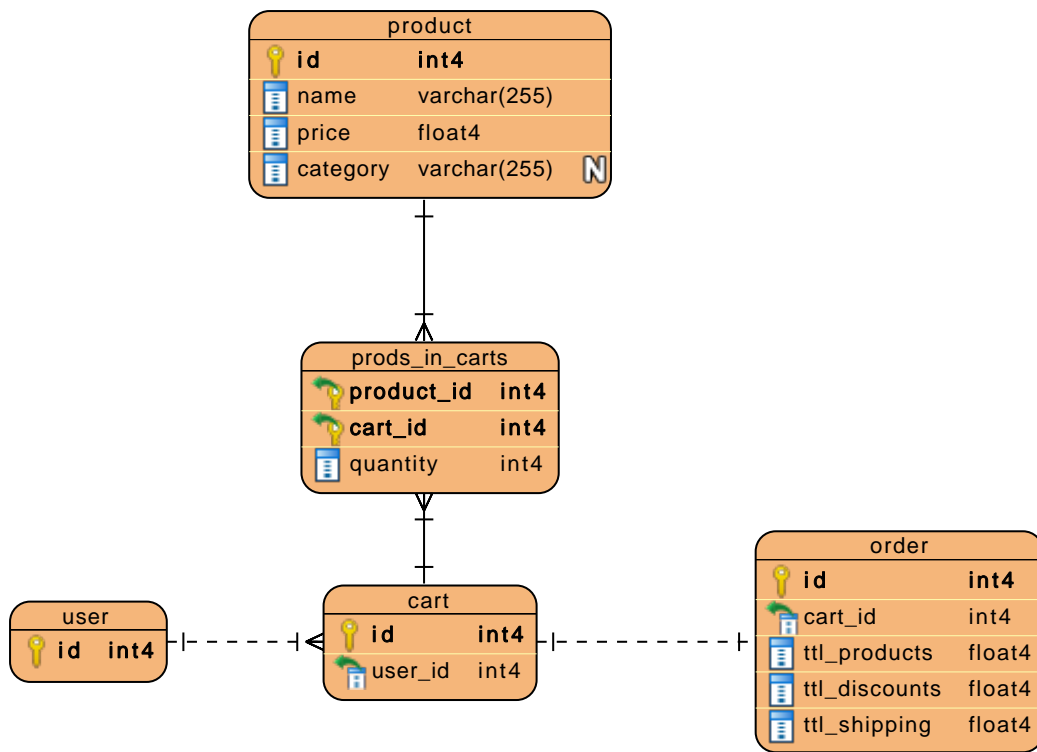 product
id int4
name varchar(255)
price float4
category varchar(255) N
prods_in_carts
product_id int4
cart_id int4
quantity int4
user
id int4
cart
id int4
user_id int4
order
id int4
cart_id int4
ttl_products float4
ttl_discounts float4
ttl_shipping float4